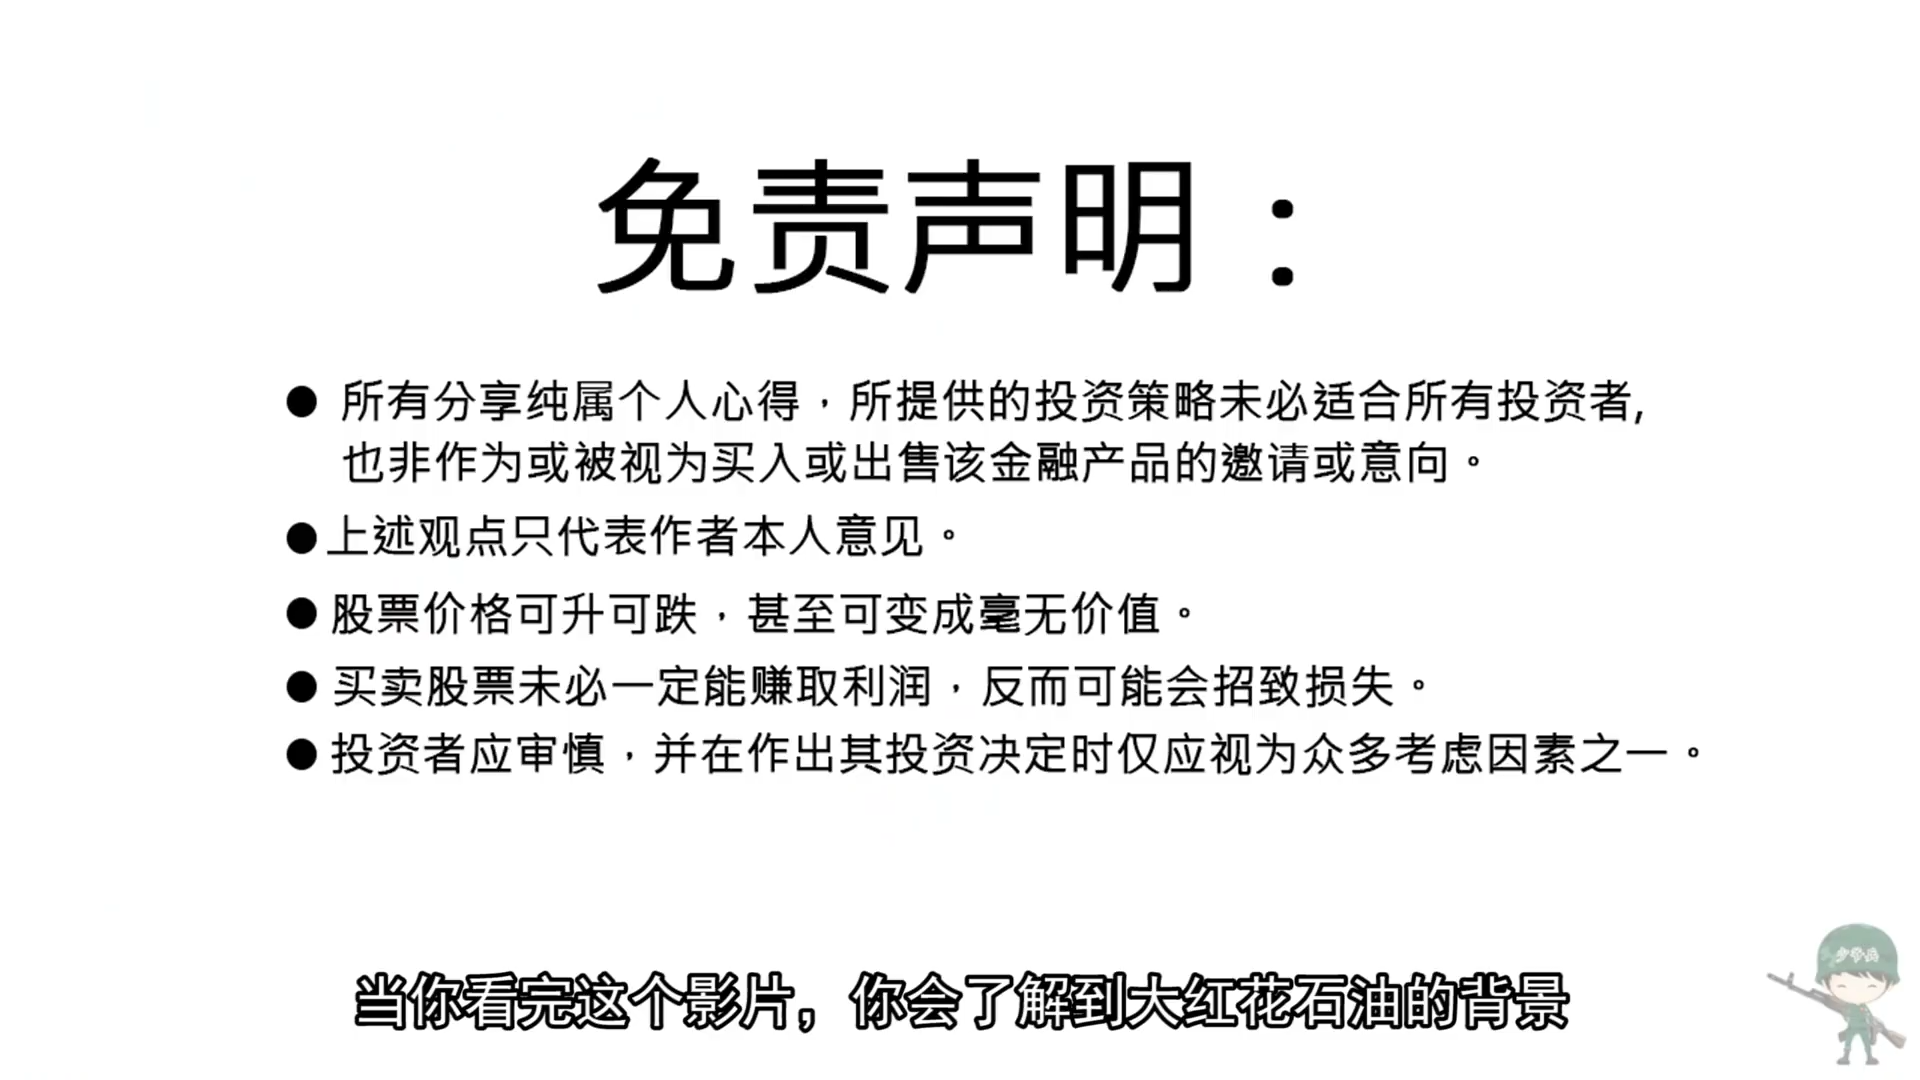 免责声明：
● 所有分享纯属个人心得，所提供的投资策略未必适合所有投资者,
也非作为或被视为买入或出售该金融产品的邀请或意向。
● 上述观点只代表作者本人意见。
● 股票价格可升可跌，甚至可变成毫无价值。
● 买卖股票未必一定能赚取利润，反而可能会招致损失。
● 投资者应审慎，并在作出其投资决定时仅应视为众多考虑因素之一。
当你看完这个影片，你会了解到大红花石油的背景